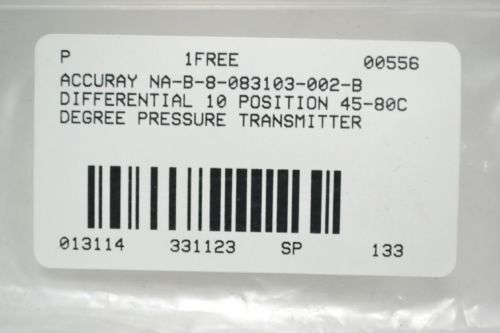 P 1FREE 00556
ACCURAY NA-B-8-083103-002-B
DIFFERENTIAL 10 POSITION 45-80C
DEGREE PRESSURE TRANSMITTER
013114 331123 SP 133